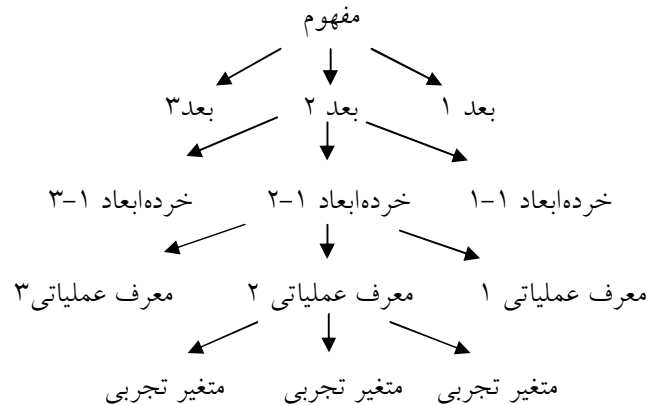 مفهوم
بعد ۱ بعد ۲ بعد۳
خرده‌ابعاد ۱-۱ خرده‌ابعاد ۱-۲ خرده‌ابعاد ۱-۳
معرف عملیاتی ۱ معرف عملیاتی ۲ معرف عملیاتی۳
متغیر تجربی متغیر تجربی متغیر تجربی